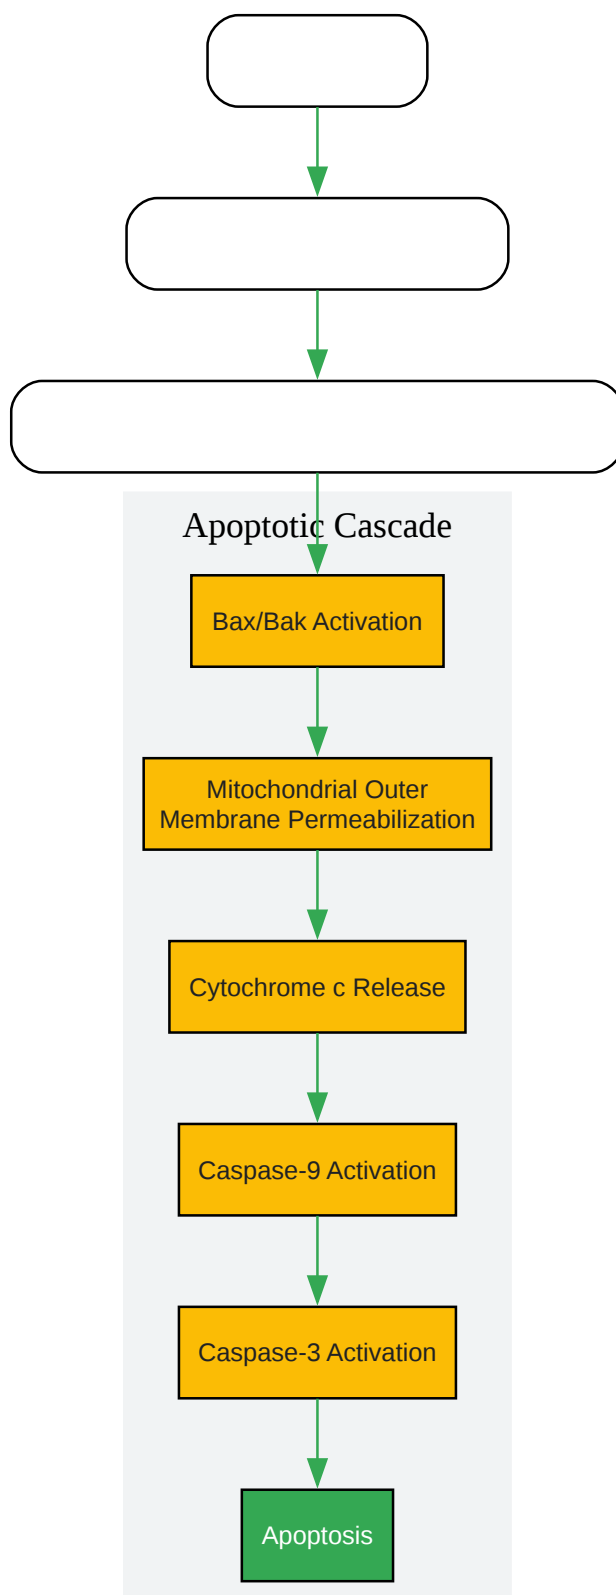 Apoptotic Cascade
Bax/Bak Activation
Mitochondrial Outer
Membrane Permeabilization
Cytochrome c Release
Caspase-9 Activation
Caspase-3 Activation
Apoptosis